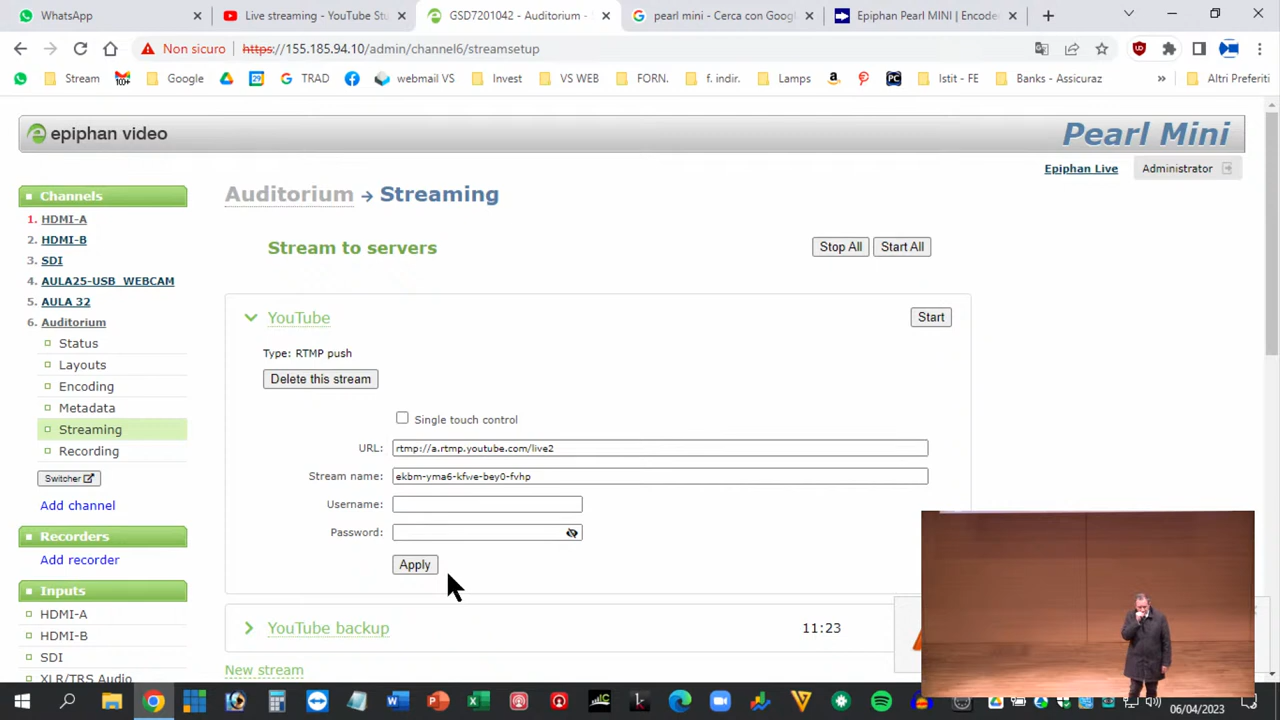 WhatsApp
Live streaming - YouTube Stu
GSD7201042 - Auditorium -
pearl mini - Cerca con Google
Epiphan Pearl MINI | Encode
Non sicuro
https://155.185.94.10/admin/channel6/streamsetup
Stream
Google
TRAD
webmail VS
Invest
VS WEB
FORN.
f. indir.
Lamps
Istit - FE
Banks - Assicuraz
Altri Preferiti
epiphan video
Pearl Mini
Epiphan Live
Administrator
Channels
1. HDMI-A
2. HDMI-B
3. SDI
4. AULA25-USB_WEBCAM
5. AULA 32
6. Auditorium
Status
Layouts
Encoding
Metadata
Streaming
Recording
Switcher
Add channel
Recorders
Add recorder
Inputs
HDMI-A
HDMI-B
SDI
XLR/TRS Audio
Auditorium → Streaming
Stream to servers
Stop All
Start All
YouTube
Start
Type: RTMP push
Delete this stream
Single touch control
URL: rtmp://a.rtmp.youtube.com/live2
Stream name: ekbm-yma6-kfwe-bey0-fvhp
Username:
Password:
Apply
YouTube backup
11:23
New stream
06/04/2023